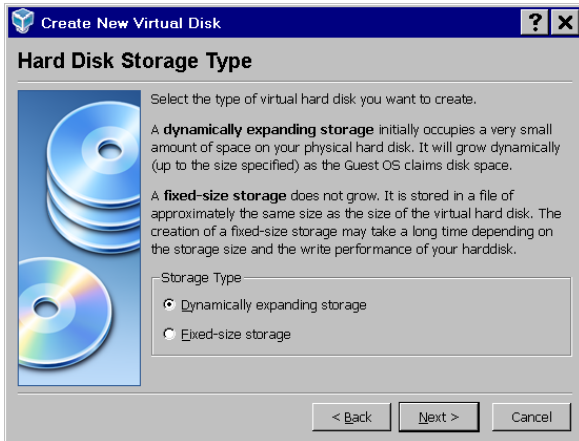 Create New Virtual Disk
? X
Hard Disk Storage Type
Select the type of virtual hard disk you want to create.
A dynamically expanding storage initially occupies a very small
amount of space on your physical hard disk. It will grow dynamically
(up to the size specified) as the Guest OS claims disk space.
A fixed-size storage does not grow. It is stored in a file of
approximately the same size as the size of the virtual hard disk. The
creation of a fixed-size storage may take a long time depending on
the storage size and the write performance of your harddisk.
Storage Type
Dynamically expanding storage
Fixed-size storage
< Back Next > Cancel